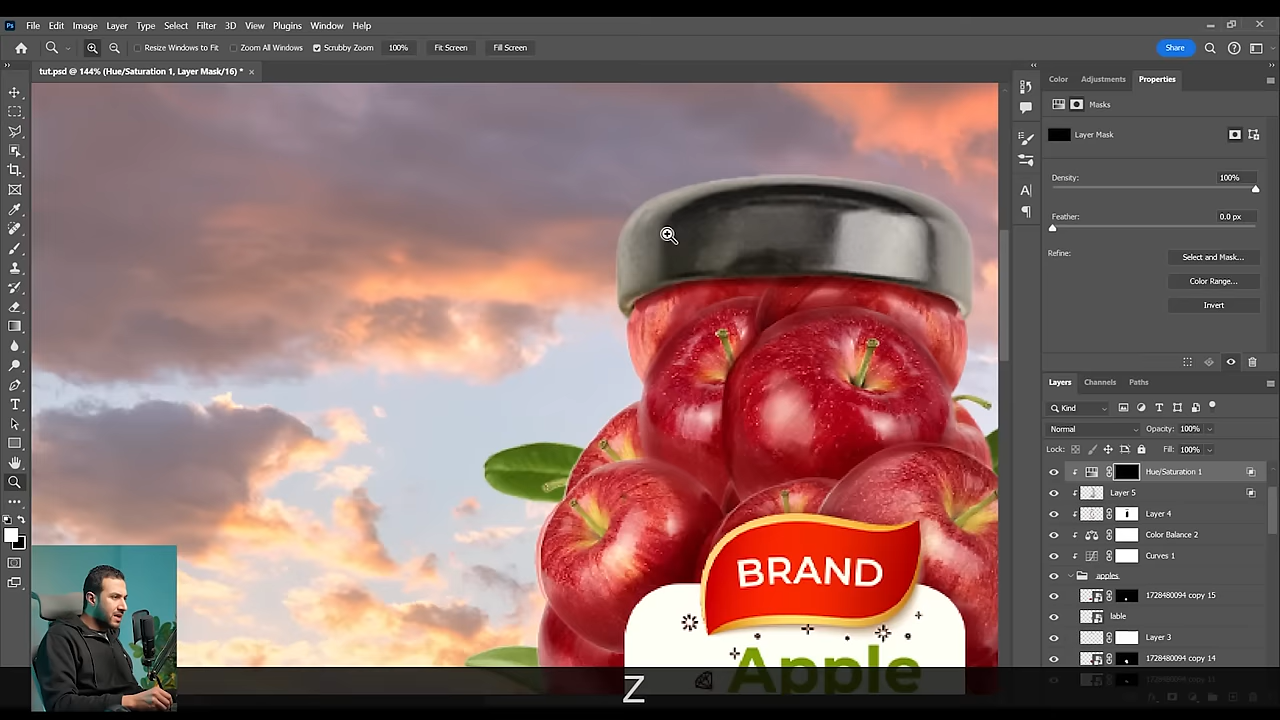 Ps File Edit Image Layer Type Select Filter 3D View Plugins Window Help
Resize Windows to Fit Zoom All Windows Scrubby Zoom 100% Fit Screen Fill Screen Share
tut.psd @ 144% (Hue/Saturation 1, Layer Mask/16) * ×
Color Adjustments Properties
Masks
Layer Mask
Density: 100%
Feather: 0.0 px
Refine: Select and Mask...
Color Range...
Invert
Layers Channels Paths
Kind
Normal Opacity: 100%
Lock: Fill: 100%
Hue/Saturation 1
Layer 5
Layer 4
Color Balance 2
Curves 1
apples
1728480094 copy 15
lable
Layer 3
1728480094 copy 14
BRAND
Apple
Z